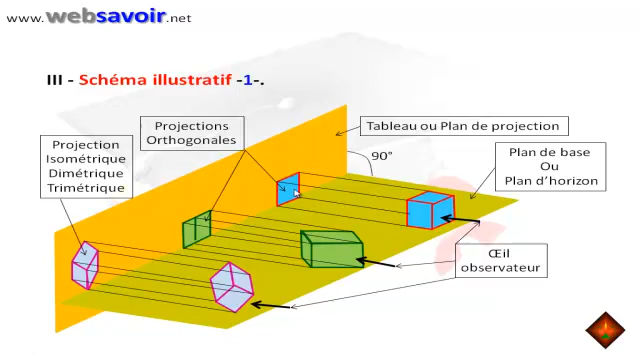 www.websavoir.net
III - Schéma illustratif -1-.
Projections
Orthogonales
Tableau ou Plan de projection
Projection
Isométrique
Dimétrique
Trimétrique
90°
Plan de base
Ou
Plan d’horizon
Œil
observateur